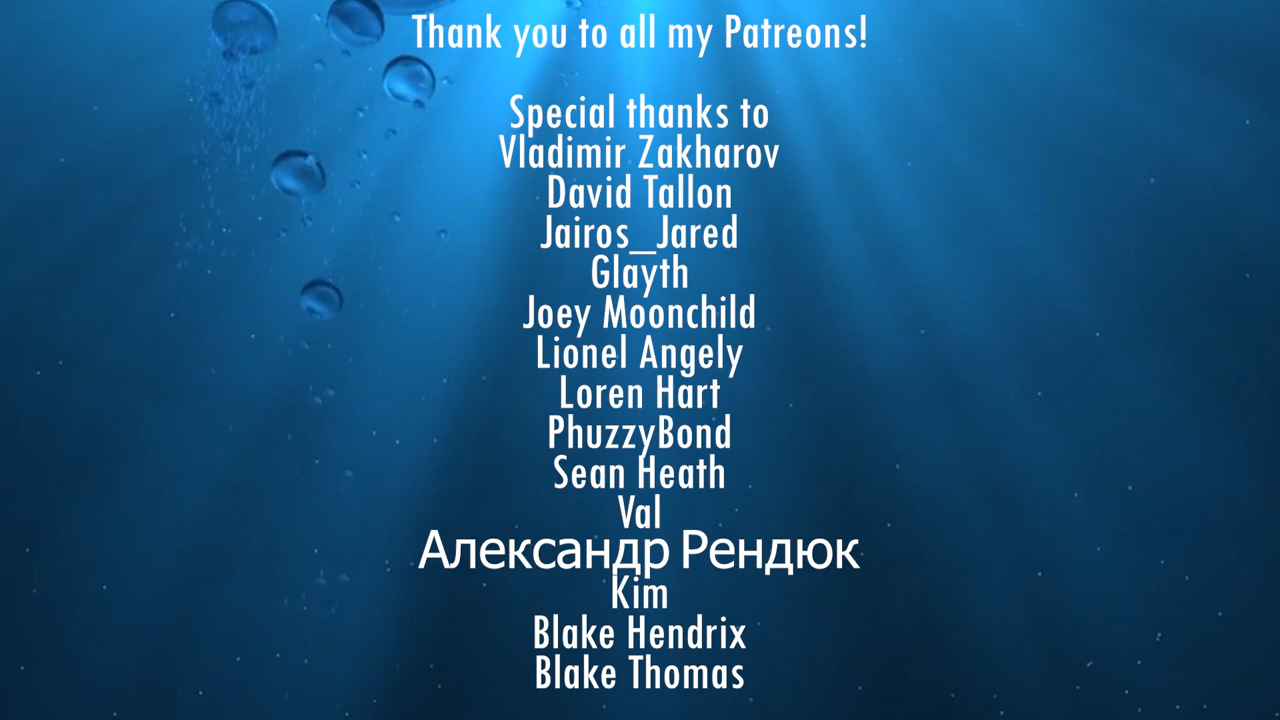 Thank you to all my Patreons!
Special thanks to
Vladimir Zakharov
David Tallon
Jairos_Jared
Glayth
Joey Moonchild
Lionel Angely
Loren Hart
PhuzzyBond
Sean Heath
Val
Александр Рендюк
Kim
Blake Hendrix
Blake Thomas